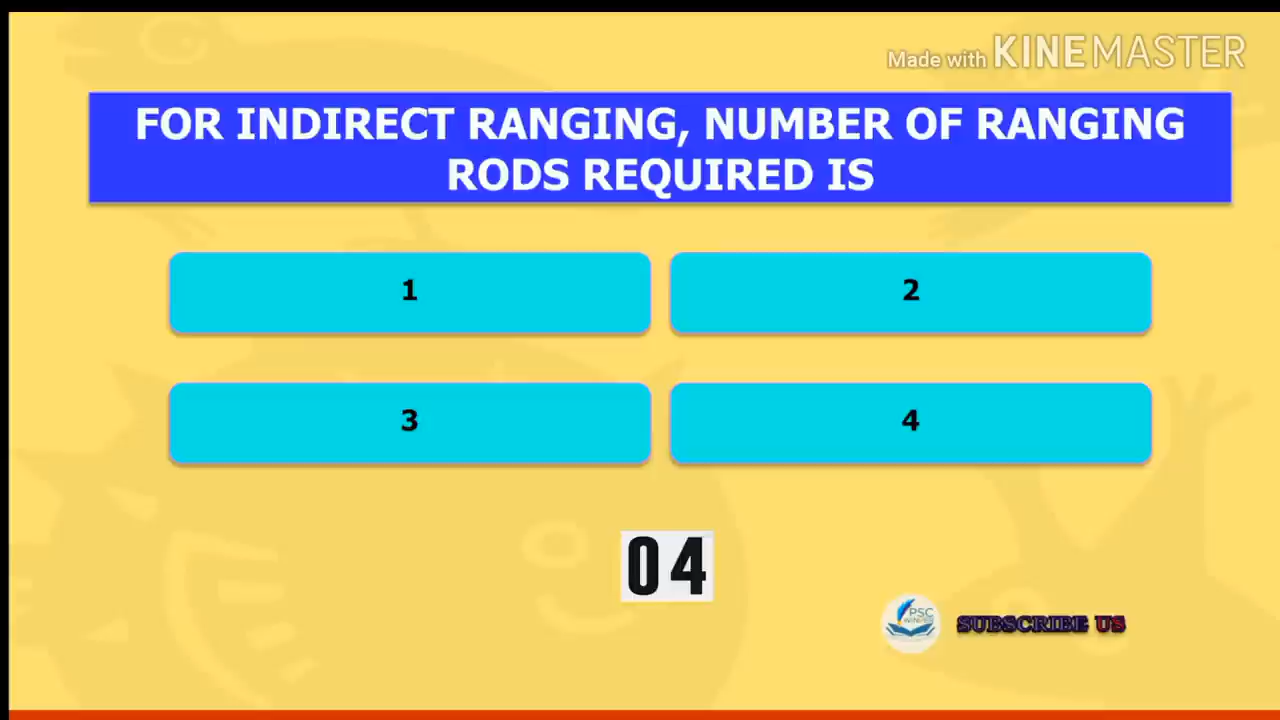 Made with KINEMASTER
FOR INDIRECT RANGING, NUMBER OF RANGING
RODS REQUIRED IS
1
2
3
4
04
PSC
SUBSCRIBE US